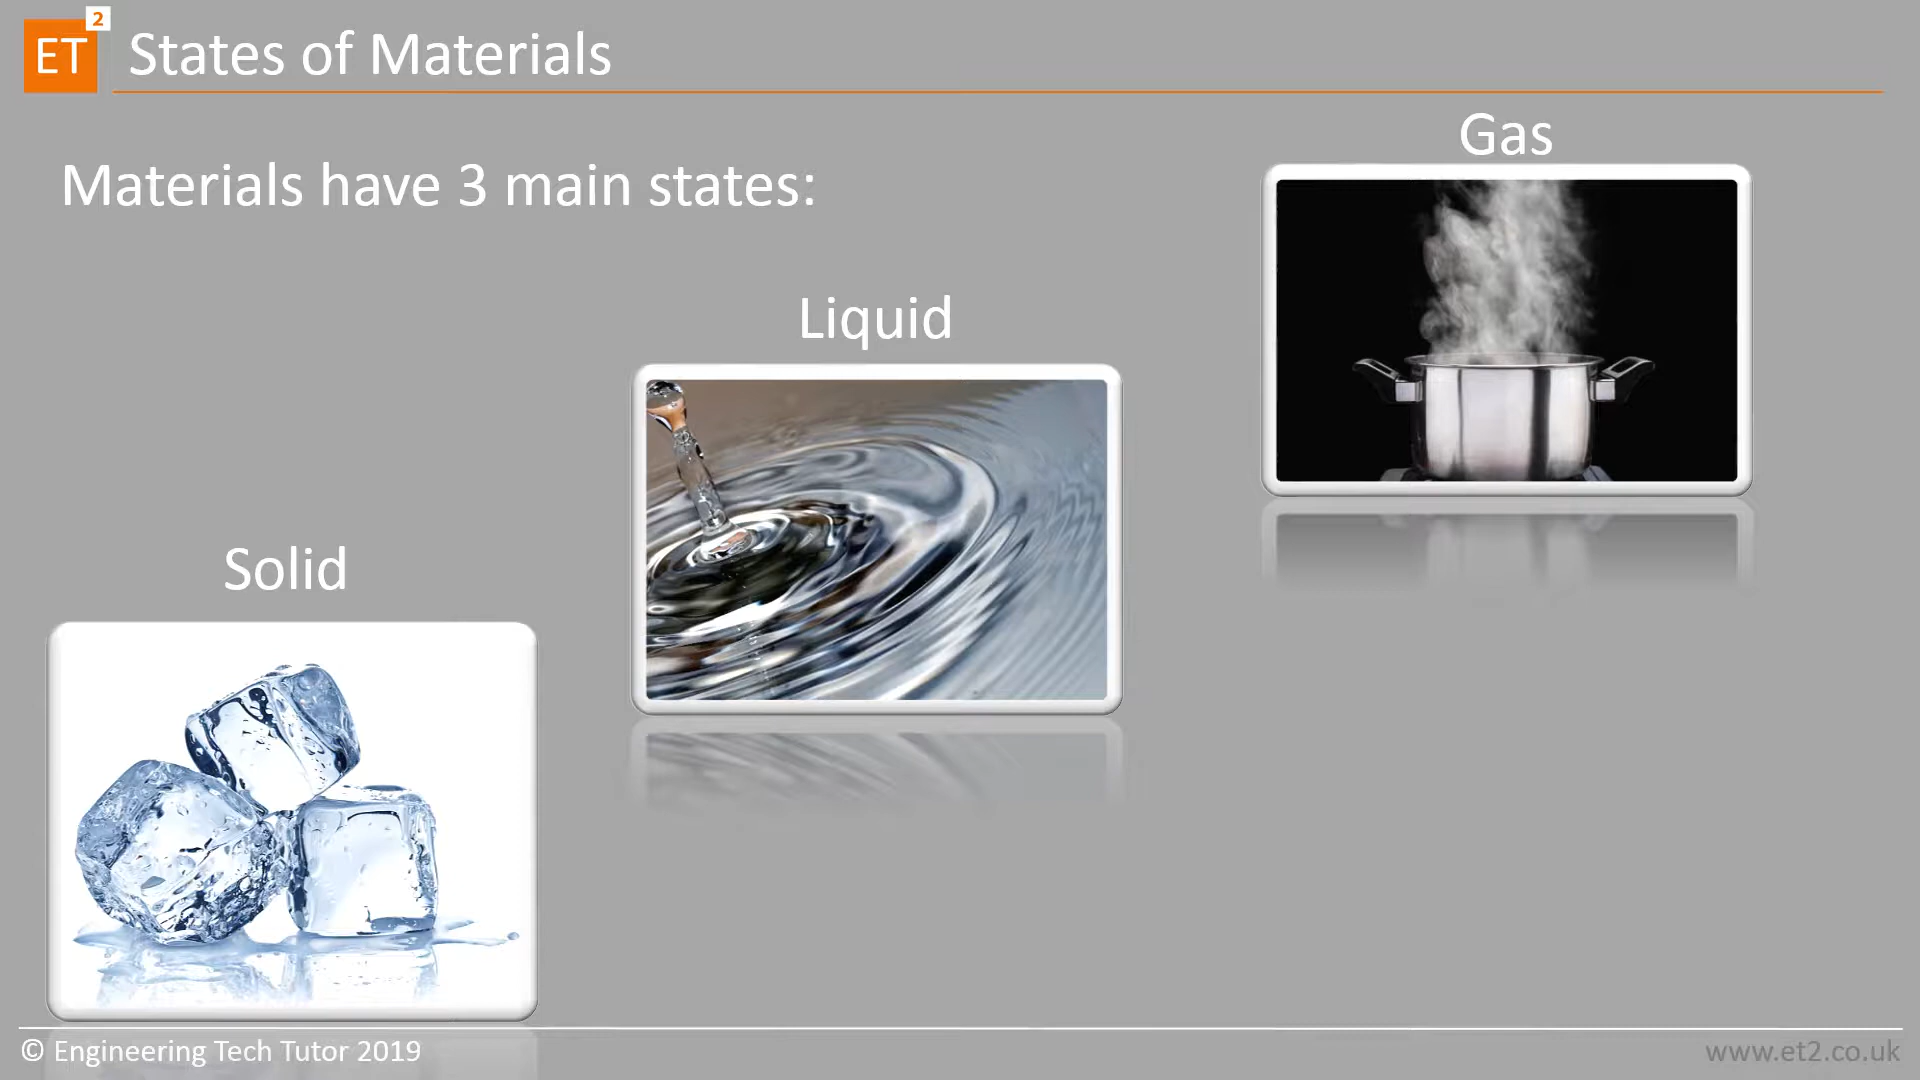 ET 2
States of Materials
Materials have 3 main states:
Gas
Liquid
Solid
© Engineering Tech Tutor 2019
www.et2.co.uk